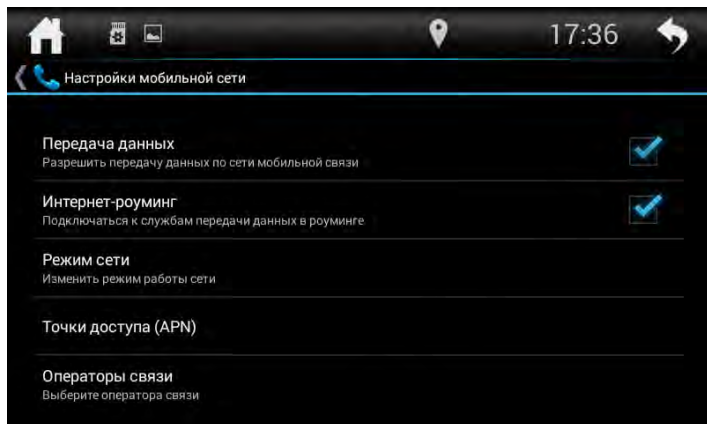 17:36
Настройки мобильной сети
Передача данных
Разрешить передачу данных по сети мобильной связи
Интернет-роуминг
Подключаться к службам передачи данных в роуминге
Режим сети
Изменить режим работы сети
Точки доступа (APN)
Операторы связи
Выберите оператора связи